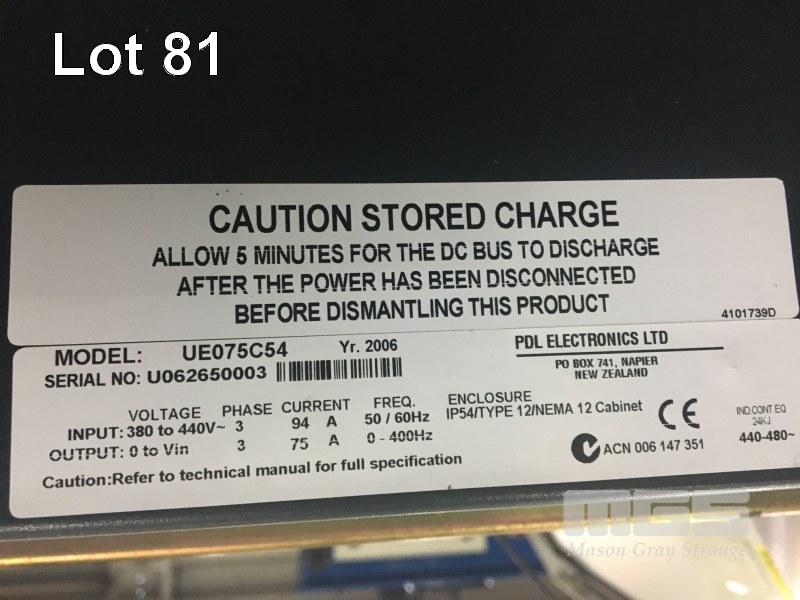 Lot 81
CAUTION STORED CHARGE
ALLOW 5 MINUTES FOR THE DC BUS TO DISCHARGE
AFTER THE POWER HAS BEEN DISCONNECTED
BEFORE DISMANTLING THIS PRODUCT
4101739D
MODEL: UE075C54 Yr. 2006
SERIAL NO: U062650003
PDL ELECTRONICS LTD
PO BOX 741, NAPIER
NEW ZEALAND
VOLTAGE PHASE CURRENT FREQ.
INPUT: 380 to 440V~ 3 94 A 50 / 60Hz
OUTPUT: 0 to Vin 3 75 A 0 - 400Hz
ENCLOSURE
IP54/TYPE 12/NEMA 12 Cabinet
CE
IND.CONT EQ
24KJ
440-480~
ACN 006 147 351
Caution:Refer to technical manual for full specification
MGS
Mason Gray Strange